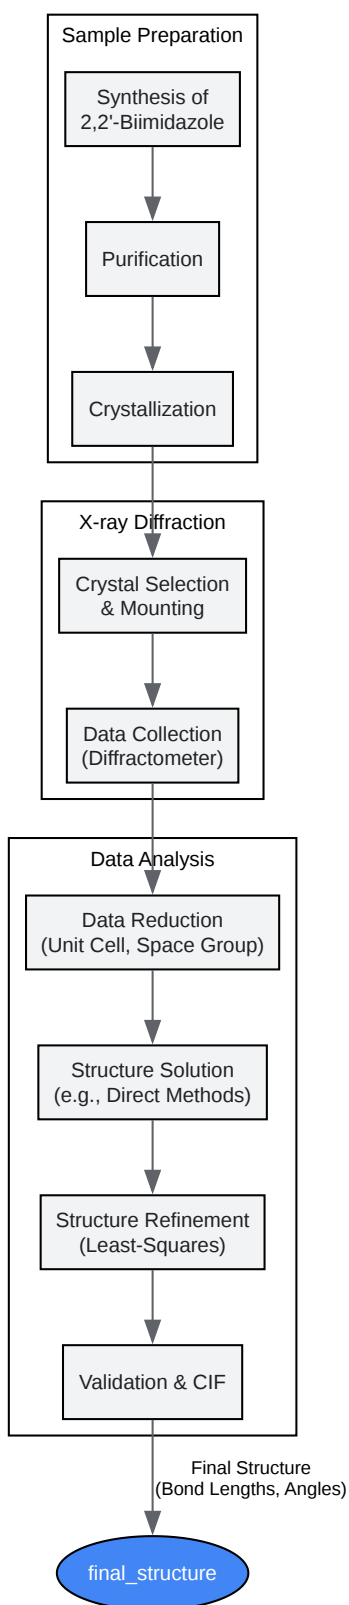 Sample Preparation
Synthesis of
2,2'-Biimidazole
Purification
Crystallization
X-ray Diffraction
Crystal Selection
& Mounting
Data Collection
(Diffractometer)
Data Analysis
Data Reduction
(Unit Cell, Space Group)
Structure Solution
(e.g., Direct Methods)
Structure Refinement
(Least-Squares)
Validation & CIF
Final Structure
(Bond Lengths, Angles)
final_structure